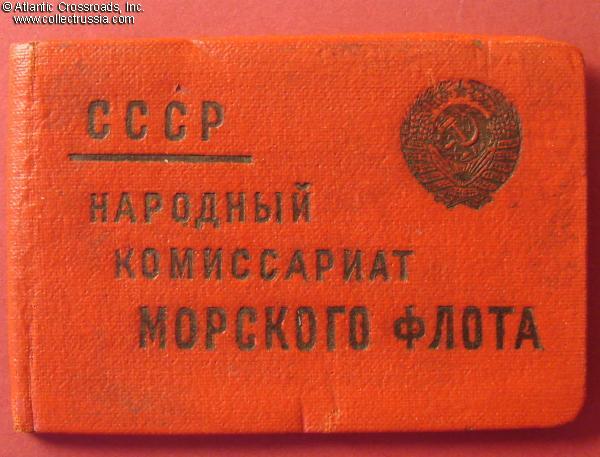 © Atlantic Crossroads, Inc.
www.collectrussia.com
СССР
НАРОДНЫЙ
КОМИССАРИАТ
МОРСКОГО ФЛОТА